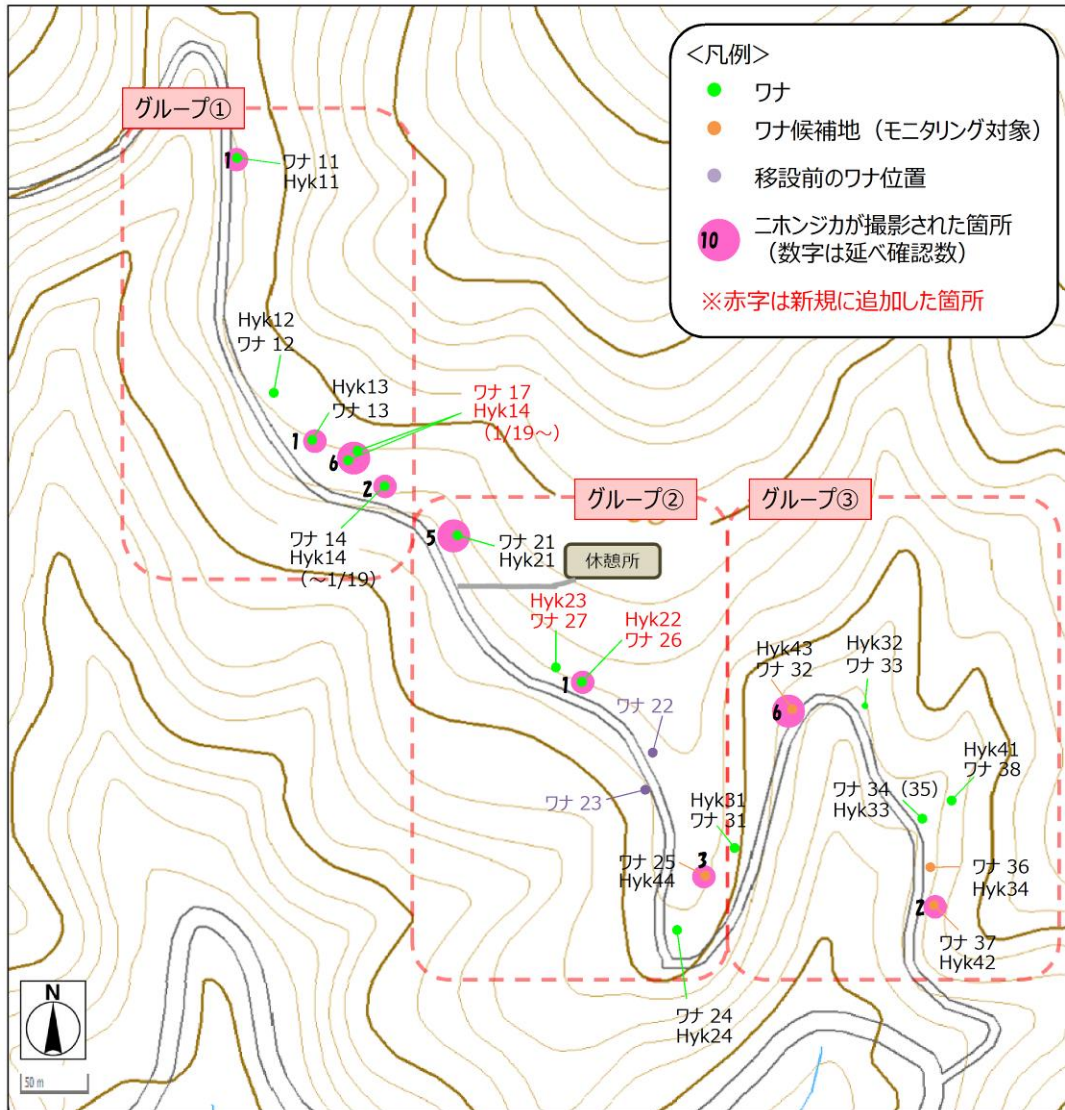 <凡例>
ワナ
ワナ候補地（モニタリング対象）
移設前のワナ位置
10
ニホンジカが撮影された箇所
（数字は延べ確認数）
※赤字は新規に追加した箇所
グループ①
1
ワナ 11
Hyk11
Hyk12
ワナ 12
Hyk13
ワナ 13
1
ワナ 17
Hyk14
（1/19～）
6
2
ワナ 14
Hyk14
（～1/19）
グループ②
5
ワナ 21
Hyk21
休憩所
Hyk23
ワナ 27
Hyk22
ワナ 26
1
ワナ 22
ワナ 23
3
ワナ 25
Hyk44
ワナ 24
Hyk24
グループ③
Hyk43
ワナ 32
6
Hyk32
ワナ 33
Hyk41
ワナ 38
ワナ 34（35）
Hyk33
Hyk31
ワナ 31
ワナ 36
Hyk34
2
ワナ 37
Hyk42
N
50 m